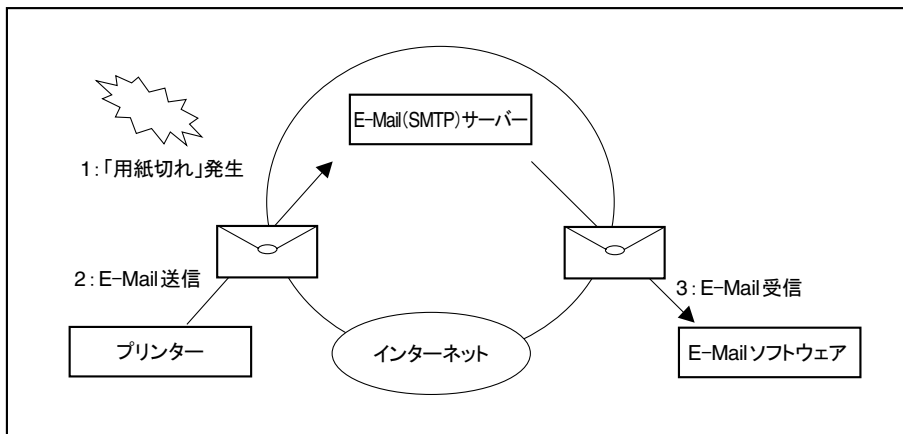 E-Mail(SMTP)サーバー
1:「用紙切れ」発生
2:E-Mail送信
3:E-Mail受信
プリンター
インターネット
E-Mailソフトウェア